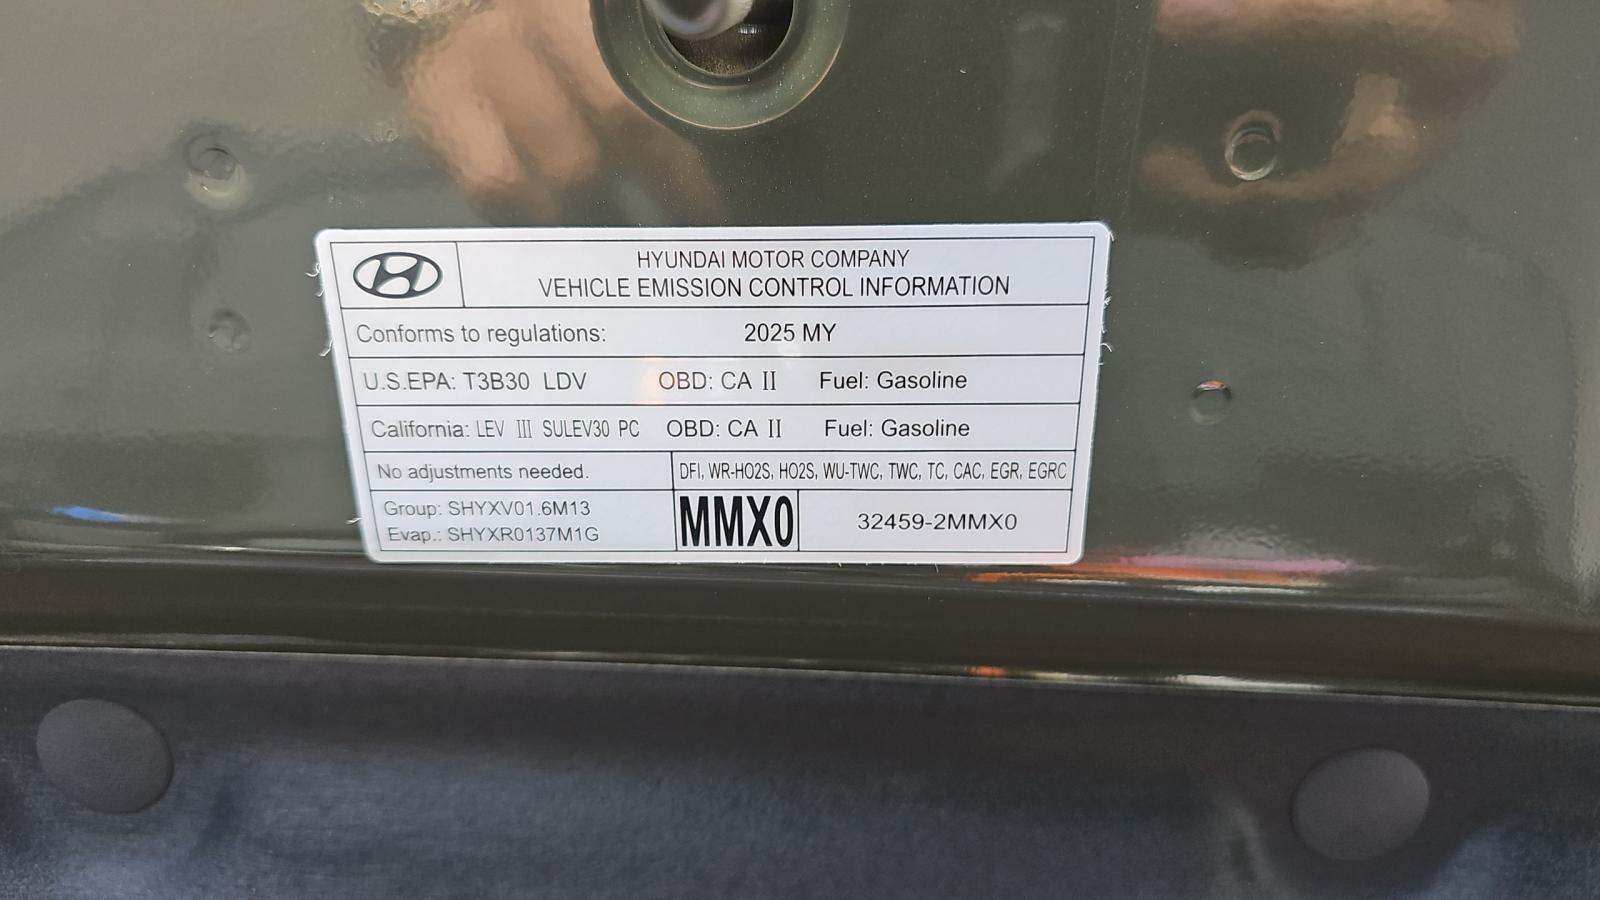 HYUNDAI MOTOR COMPANY
VEHICLE EMISSION CONTROL INFORMATION
Conforms to regulations: 2025 MY
U.S.EPA: T3B30 LDV OBD: CA II Fuel: Gasoline
California: LEV III SULEV30 PC OBD: CA II Fuel: Gasoline
No adjustments needed. DFI, WR-HO2S, HO2S, WU-TWC, TWC, TC, CAC, EGR, EGRC
Group: SHYXV01.6M13
Evap.: SHYXR0137M1G
MMX0
32459-2MMX0